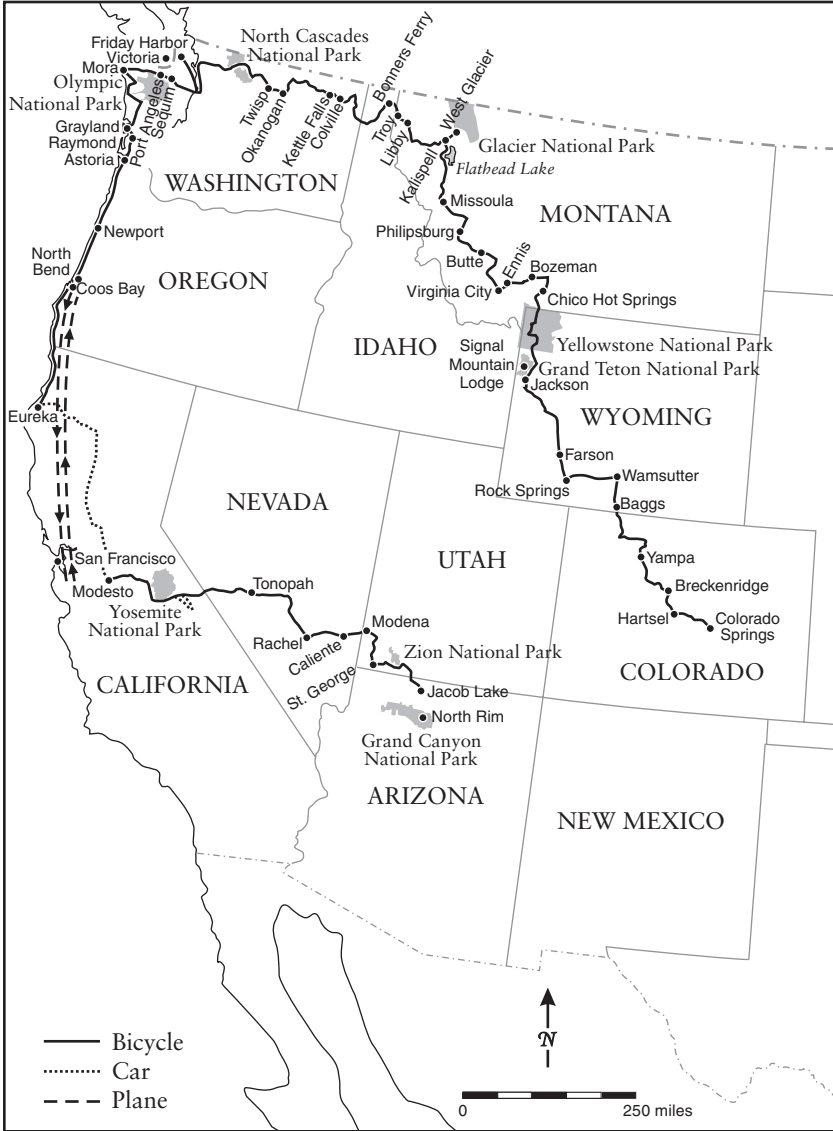 Friday Harbor
Victoria
Mora
Olympic
National Park
Port Angeles
Sequim
North Cascades
National Park
Twisp
Okanogan
Kettle Falls
Colville
Bonners Ferry
Troy
Libby
Kalispell
West Glacier
Glacier National Park
Flathead Lake
Grayland
Raymond
Astoria
WASHINGTON
Missoula
MONTANA
Newport
Philipsburg
Butte
Ennis
Bozeman
Virginia City
Chico Hot Springs
North
Bend
Coos Bay
OREGON
IDAHO
Signal
Mountain
Lodge
Yellowstone National Park
Grand Teton National Park
Jackson
WYOMING
Eureka
Farson
Rock Springs
Wamsutter
Baggs
NEVADA
UTAH
San Francisco
Modesto
Yosemite
National Park
Tonopah
Yampa
Breckenridge
Hartsel
Colorado
Springs
Rachel
Caliente
Modena
St. George
Zion National Park
COLORADO
CALIFORNIA
Jacob Lake
North Rim
Grand Canyon
National Park
ARIZONA
NEW MEXICO
N
Bicycle
Car
Plane
0
250 miles